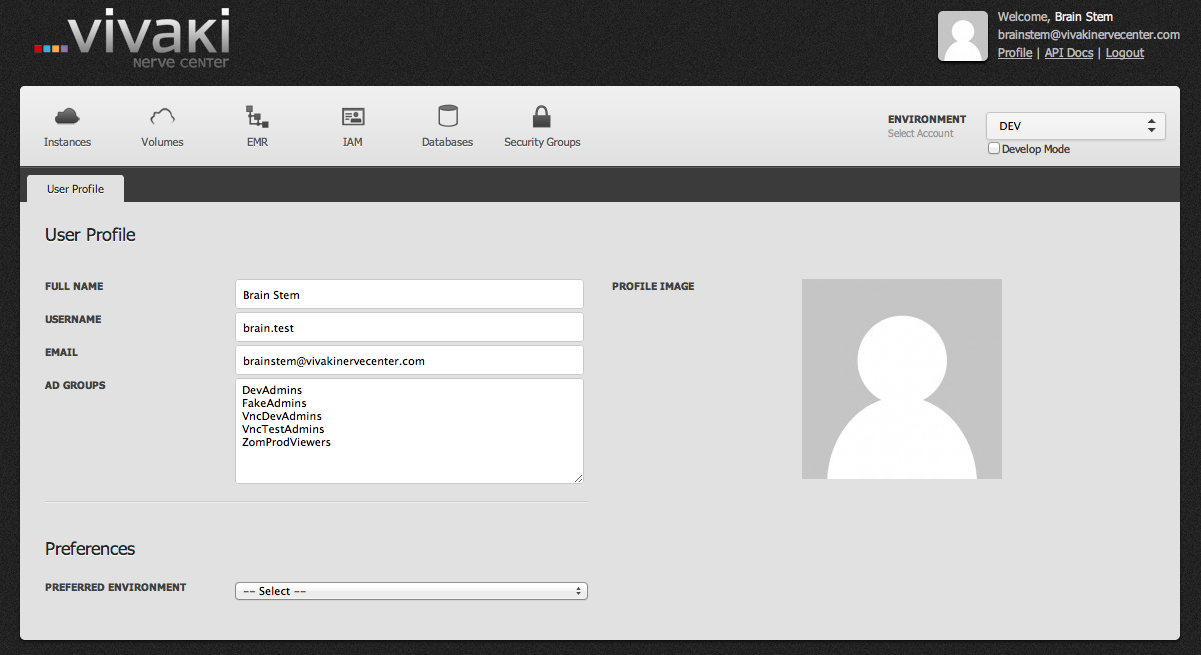 ...vivaki
nerve center
Welcome, Brain Stem
brainstem@vivakinervecenter.com
Profile | API Docs | Logout
Instances
Volumes
EMR
IAM
Databases
Security Groups
ENVIRONMENT
Select Account
DEV
Develop Mode
User Profile
User Profile
FULL NAME
Brain Stem
USERNAME
brain.test
EMAIL
brainstem@vivakinervecenter.com
AD GROUPS
DevAdmins
FakeAdmins
VncDevAdmins
VncTestAdmins
ZomProdViewers
PROFILE IMAGE
Preferences
PREFERRED ENVIRONMENT
-- Select --